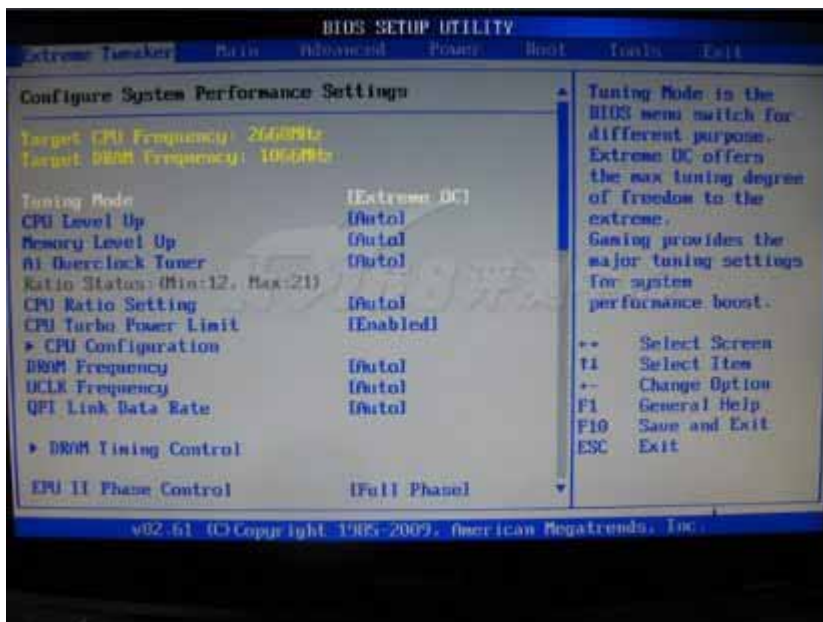 BIOS SETUP UTILITY
Extreme Tweaker Main Advanced Power Boot Tools Exit
Configure System Performance Settings
Target CPU Frequency: 2660MHz
Target DRAM Frequency: 1066MHz
Tuning Mode [Extreme OC]
CPU Level Up [Auto]
Memory Level Up [Auto]
Ai Overclock Tuner [Auto]
Ratio Status:(Min:12, Max:21)
CPU Ratio Setting [Auto]
CPU Turbo Power Limit [Enabled]
▶ CPU Configuration
DRAM Frequency [Auto]
UCLK Frequency [Auto]
QPI Link Data Rate [Auto]
▶ DRAM Timing Control
EPU II Phase Control [Full Phase]
Tuning Mode is the
BIOS menu switch for
different purpose.
Extreme OC offers
the max tuning degree
of freedom to the
extreme.
Gaming provides the
major tuning settings
for system
performance boost.
←→ Select Screen
↑↓ Select Item
+- Change Option
F1 General Help
F10 Save and Exit
ESC Exit
v02.61 (C)Copyright 1985-2009, American Megatrends, Inc.
评测